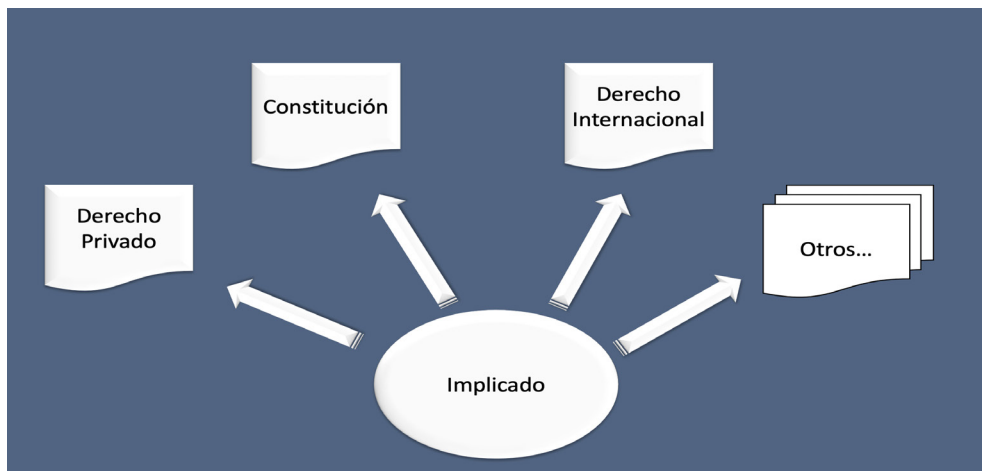 Constitución
Derecho
Internacional
Derecho
Privado
Otros...
Implicado